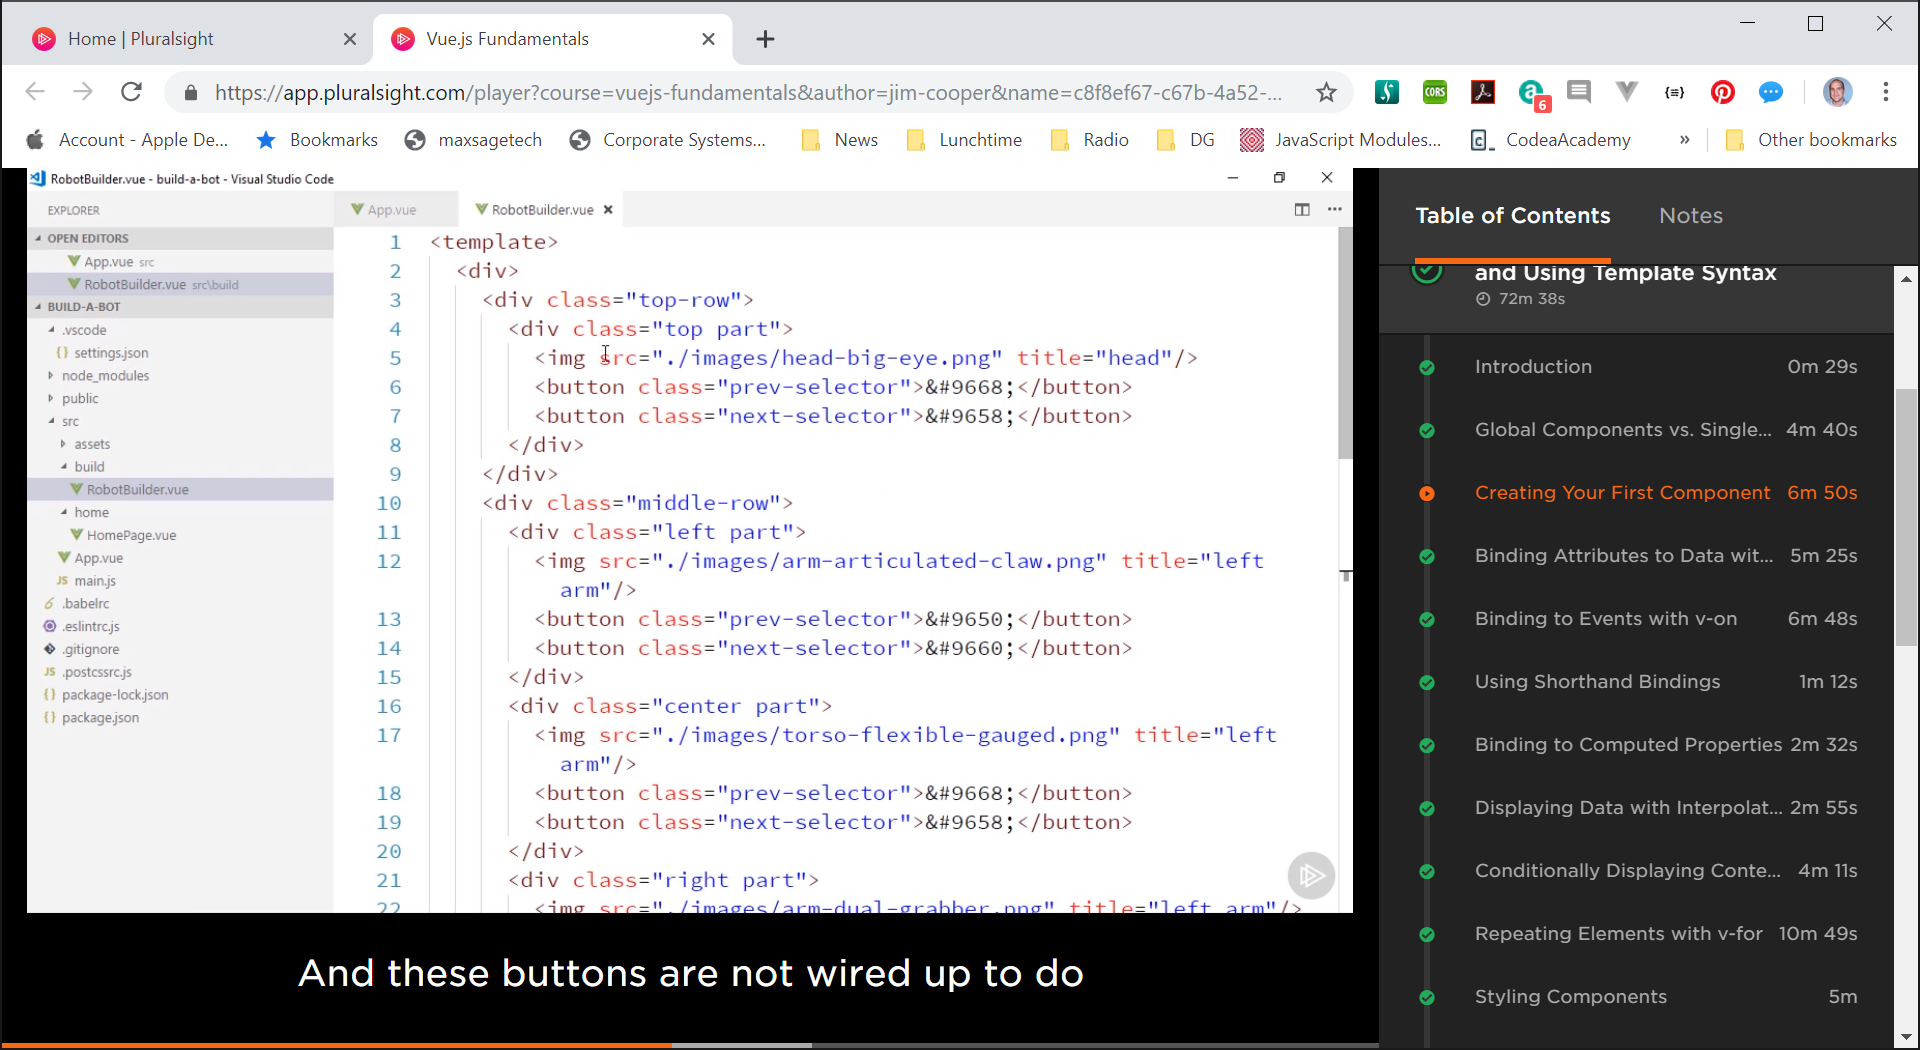 Home | Pluralsight
Vue.js Fundamentals
https://app.pluralsight.com/player?course=vuejs-fundamentals&author=jim-cooper&name=c8f8ef67-c67b-4a52-...
CORS
6
{≡}
Account - Apple De...
Bookmarks
maxsagetech
Corporate Systems...
News
Lunchtime
Radio
DG
JavaScript Modules...
CodeaAcademy
»
Other bookmarks
RobotBuilder.vue - build-a-bot - Visual Studio Code
EXPLORER
OPEN EDITORS
App.vue src
RobotBuilder.vue src\build
BUILD-A-BOT
.vscode
{} settings.json
node_modules
public
src
assets
build
RobotBuilder.vue
home
HomePage.vue
App.vue
JS main.js
.babelrc
.eslintrc.js
.gitignore
JS .postcssrc.js
{} package-lock.json
{} package.json
App.vue
RobotBuilder.vue
1 <template>
2 <div>
3 <div class="top-row">
4 <div class="top part">
5 <img src="./images/head-big-eye.png" title="head"/>
6 <button class="prev-selector">&#9668;</button>
7 <button class="next-selector">&#9658;</button>
8 </div>
9 </div>
10 <div class="middle-row">
11 <div class="left part">
12 <img src="./images/arm-articulated-claw.png" title="left
arm"/>
13 <button class="prev-selector">&#9650;</button>
14 <button class="next-selector">&#9660;</button>
15 </div>
16 <div class="center part">
17 <img src="./images/torso-flexible-gauged.png" title="left
arm"/>
18 <button class="prev-selector">&#9668;</button>
19 <button class="next-selector">&#9658;</button>
20 </div>
21 <div class="right part">
22 <img src="./images/arm-dual-grabber.png" title="left arm"/>
And these buttons are not wired up to do
Table of Contents
Notes
and Using Template Syntax
72m 38s
Introduction 0m 29s
Global Components vs. Single... 4m 40s
Creating Your First Component 6m 50s
Binding Attributes to Data wit... 5m 25s
Binding to Events with v-on 6m 48s
Using Shorthand Bindings 1m 12s
Binding to Computed Properties 2m 32s
Displaying Data with Interpolat... 2m 55s
Conditionally Displaying Conte... 4m 11s
Repeating Elements with v-for 10m 49s
Styling Components 5m